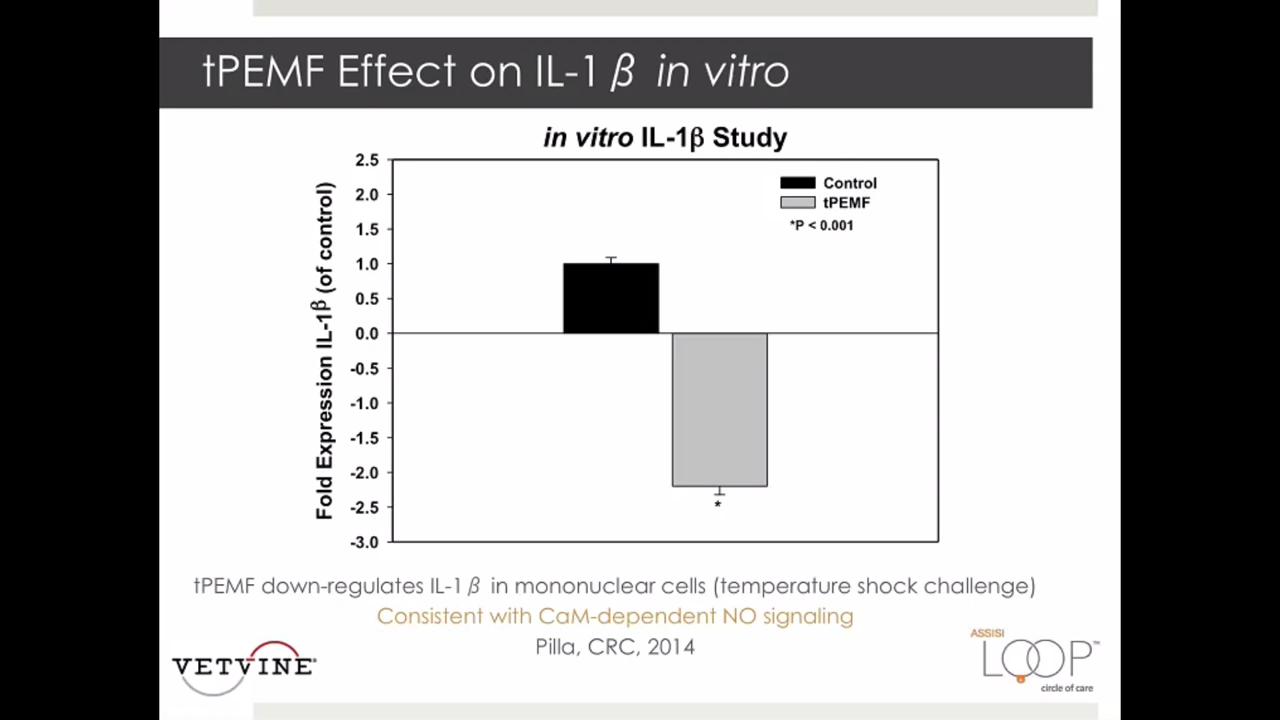 tPEMF Effect on IL-1 β in vitro
in vitro IL-1β Study
2.5
2.0
1.5
1.0
0.5
0.0
-0.5
-1.0
-1.5
-2.0
-2.5
-3.0
Fold Expression IL-1β (of control)
Control
tPEMF
*P < 0.001
*
tPEMF down-regulates IL-1 β in mononuclear cells (temperature shock challenge)
Consistent with CaM-dependent NO signaling
Pilla, CRC, 2014
VETVINE®
ASSISI
LOOP™
circle of care